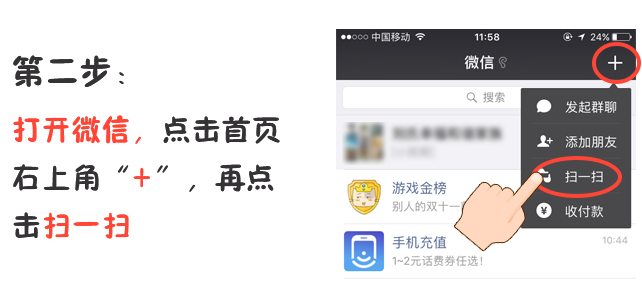 第二步：
打开微信，点击首页
右上角“+”，再点
击扫一扫
中国移动
11:58
24%
微信
搜索
发起群聊
添加朋友
扫一扫
收付款
游戏金榜
别人的双十一
手机充值
10:44
1~2元话费券任选！